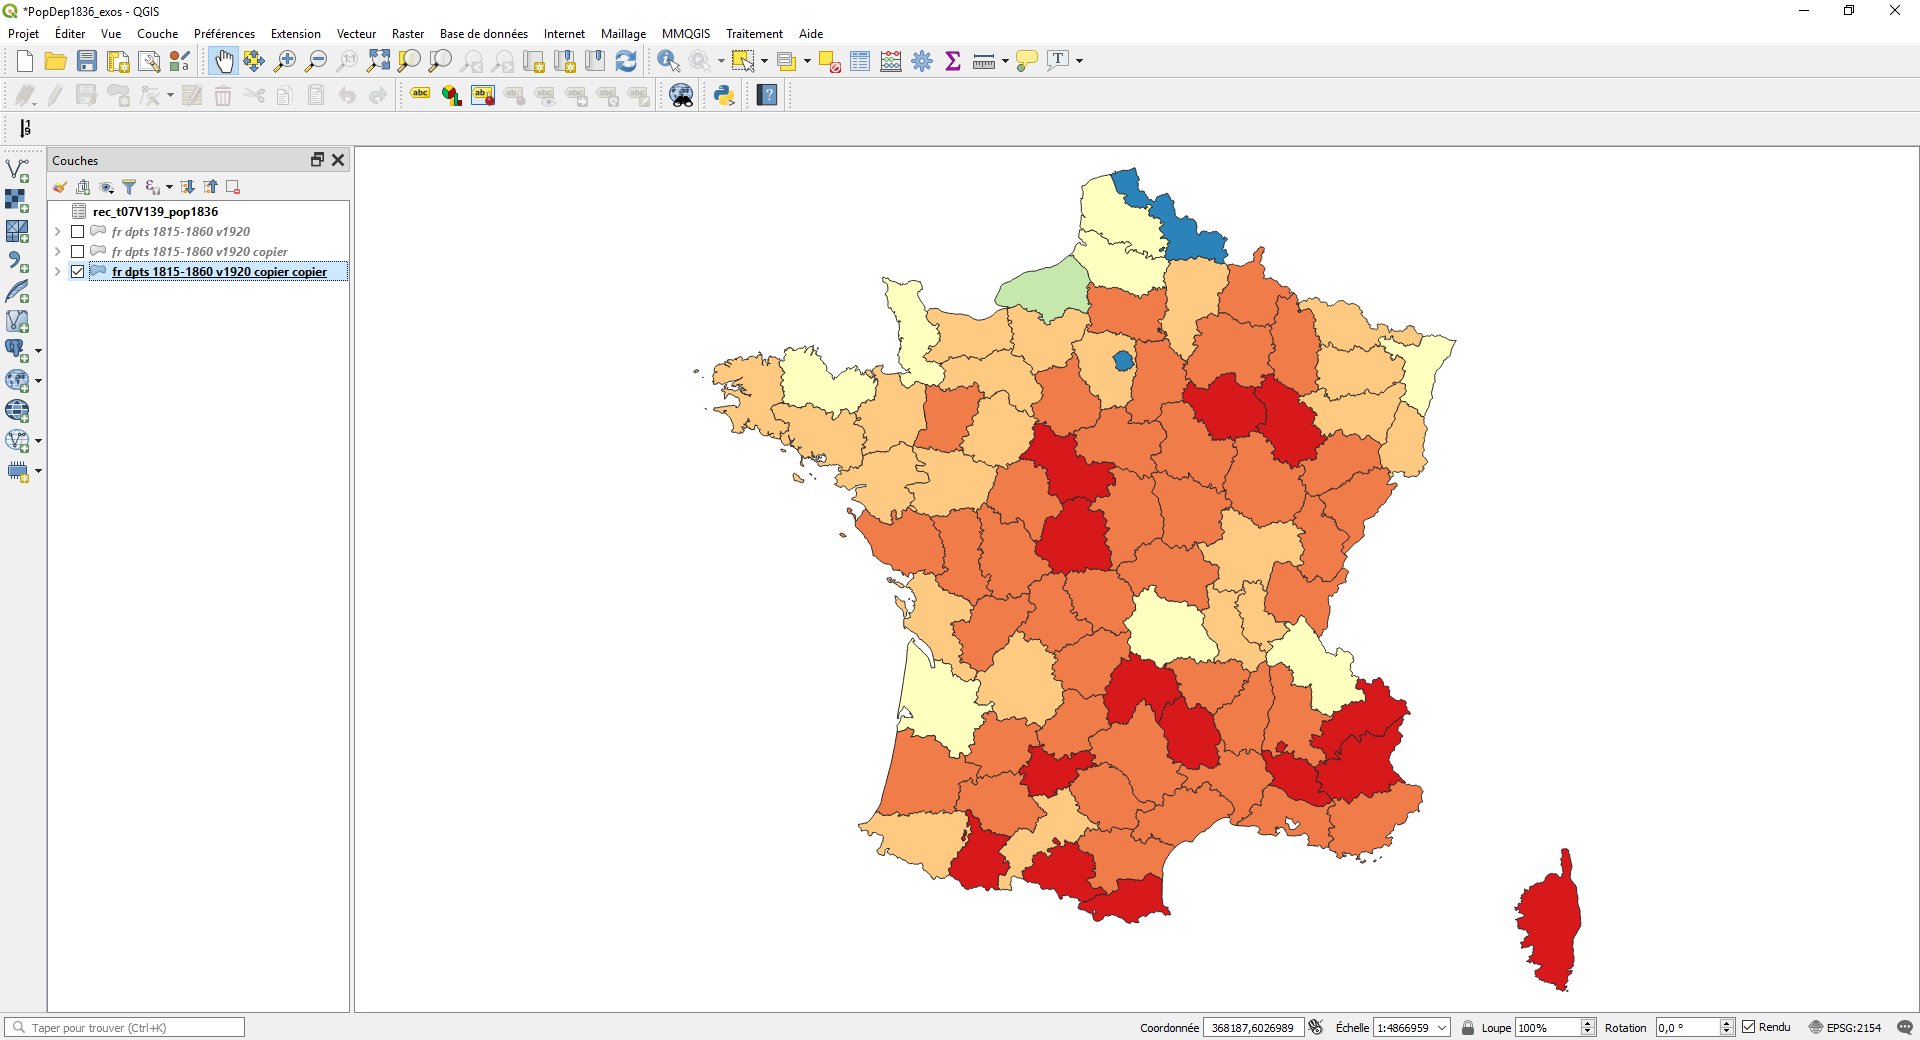 *PopDep1836_exos - QGIS
Projet Éditer Vue Couche Préférences Extension Vecteur Raster Base de données Internet Maillage MMQGIS Traitement Aide
Couches
rec_t07V139_pop1836
fr dpts 1815-1860 v1920
fr dpts 1815-1860 v1920 copier
fr dpts 1815-1860 v1920 copier copier
Taper pour trouver (Ctrl+K)
Coordonnée 368187,6026989 Échelle 1:4866959 Loupe 100% Rotation 0,0 ° Rendu EPSG:2154